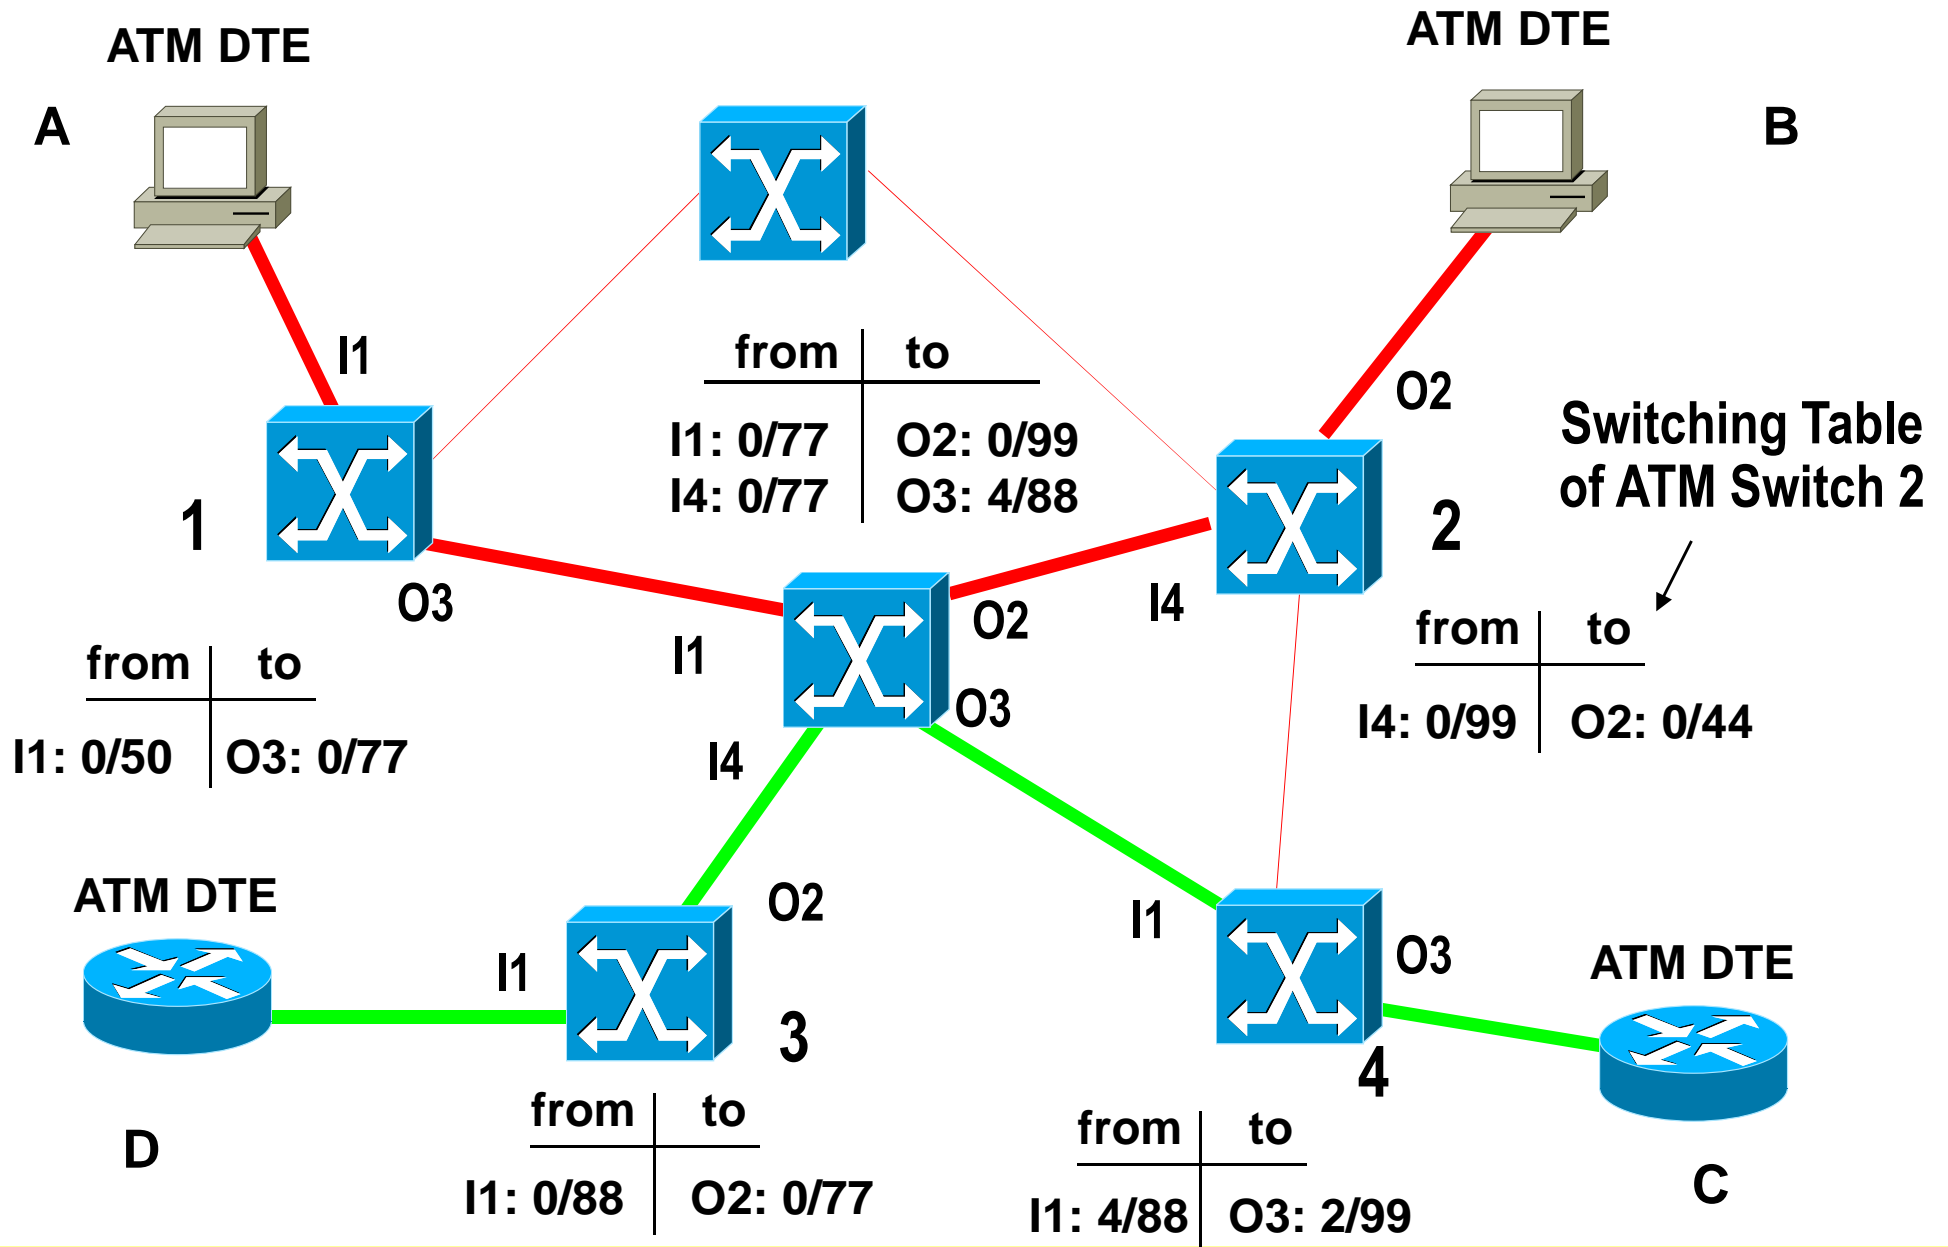 ATM DTE
ATM DTE
A
B
I1
from to
O2
I1: 0/77 O2: 0/99
I4: 0/77 O3: 4/88
Switching Table
of ATM Switch 2
1
2
O3
I4
O2
I1
from to
from to
O3
I4: 0/99 O2: 0/44
I1: 0/50 O3: 0/77
I4
ATM DTE
O2
I1
O3
ATM DTE
I1
3
4
from to
from to
D
C
I1: 0/88 O2: 0/77
I1: 4/88 O3: 2/99